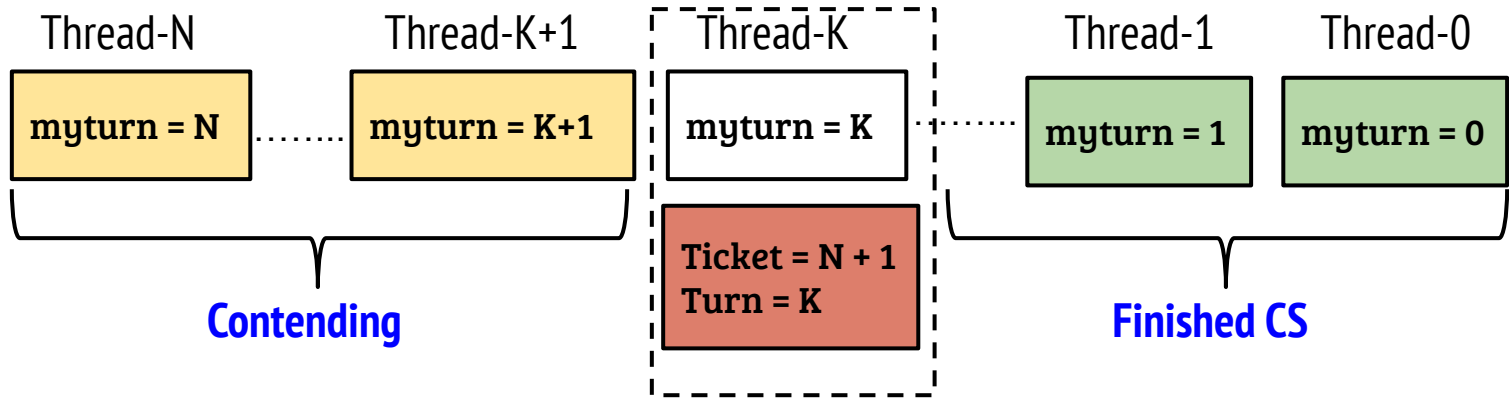 Thread-N
Thread-K+1
Thread-K
Thread-1
Thread-0
myturn = N
........
myturn = K+1
myturn = K
.........
myturn = 1
myturn = 0
Ticket = N + 1
Turn = K
Contending
Finished CS